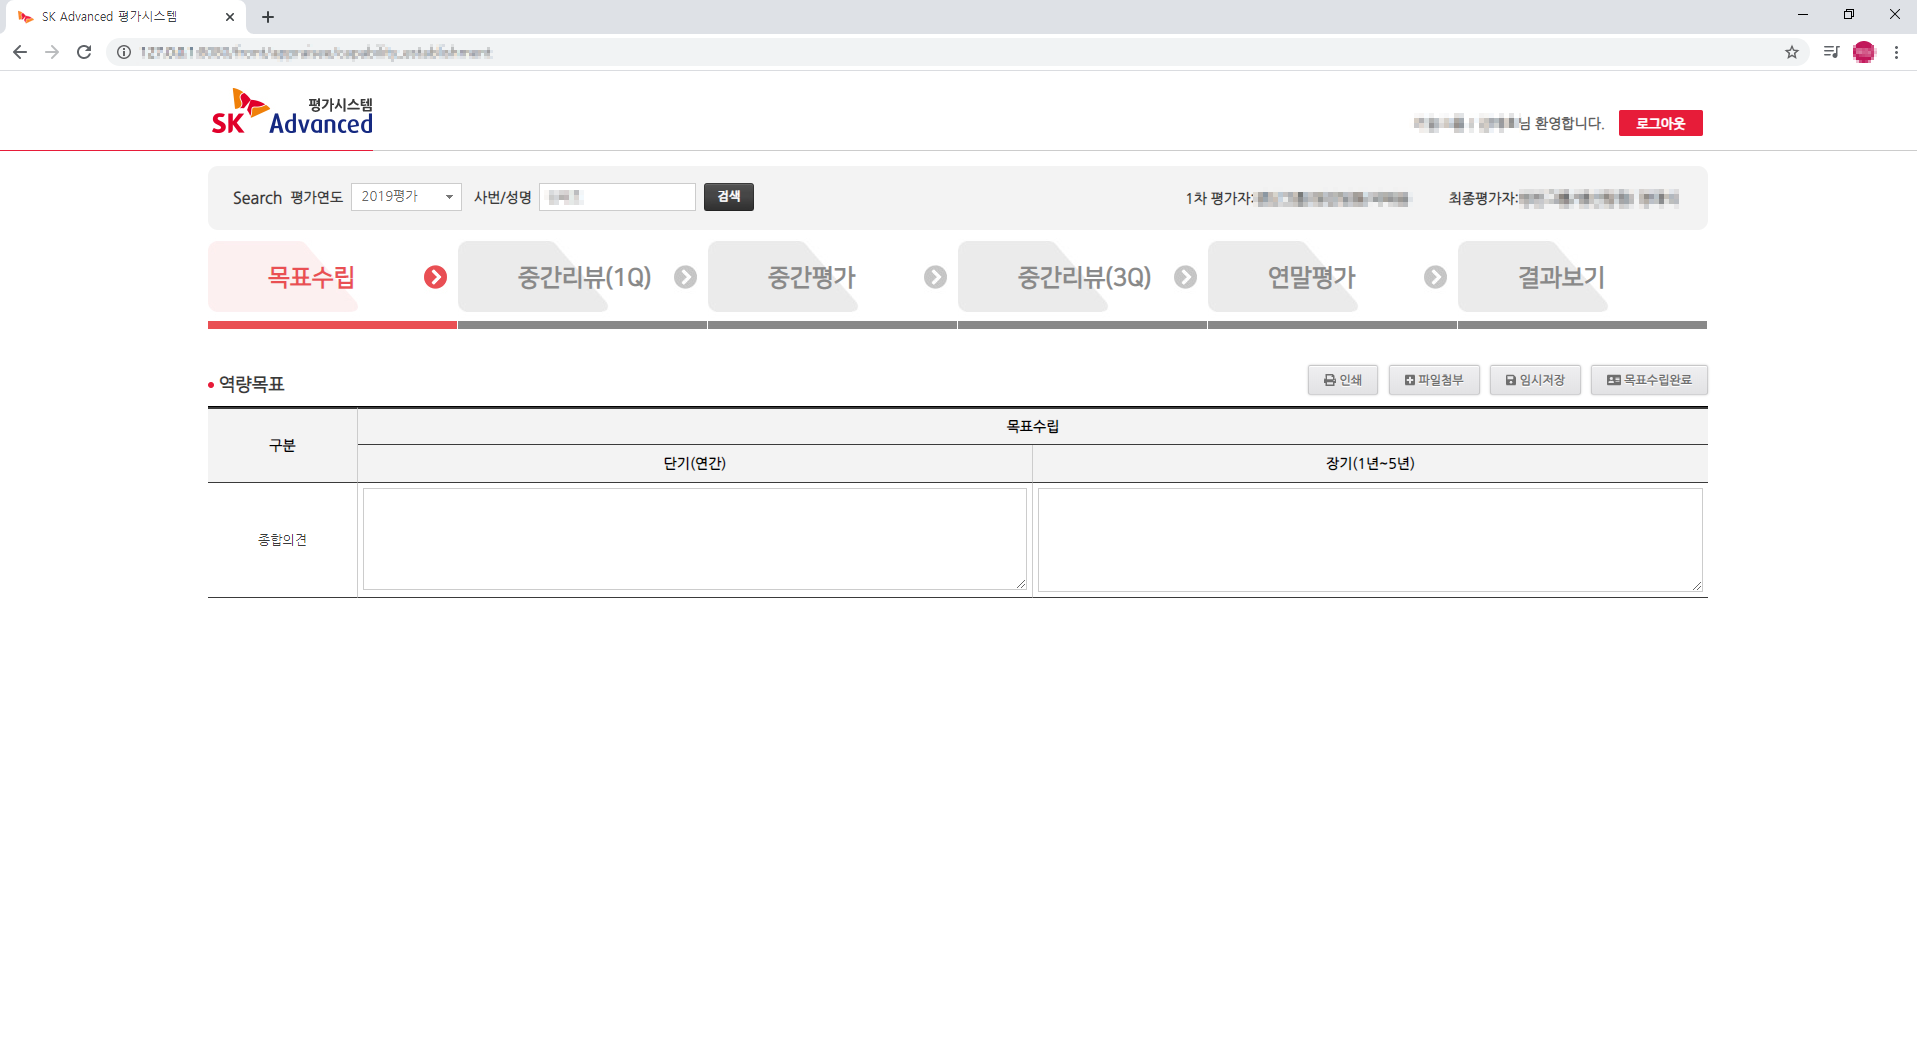 SK Advanced 평가시스템
평가시스템
SK Advanced
님 환영합니다.
로그아웃
Search 평가연도 2019평가 사번/성명 검색 1차 평가자: 최종평가자:
목표수립 중간리뷰(1Q) 중간평가 중간리뷰(3Q) 연말평가 결과보기
역량목표
인쇄 파일첨부 임시저장 목표수립완료
구분 목표수립
단기(연간) 장기(1년~5년)
종합의견